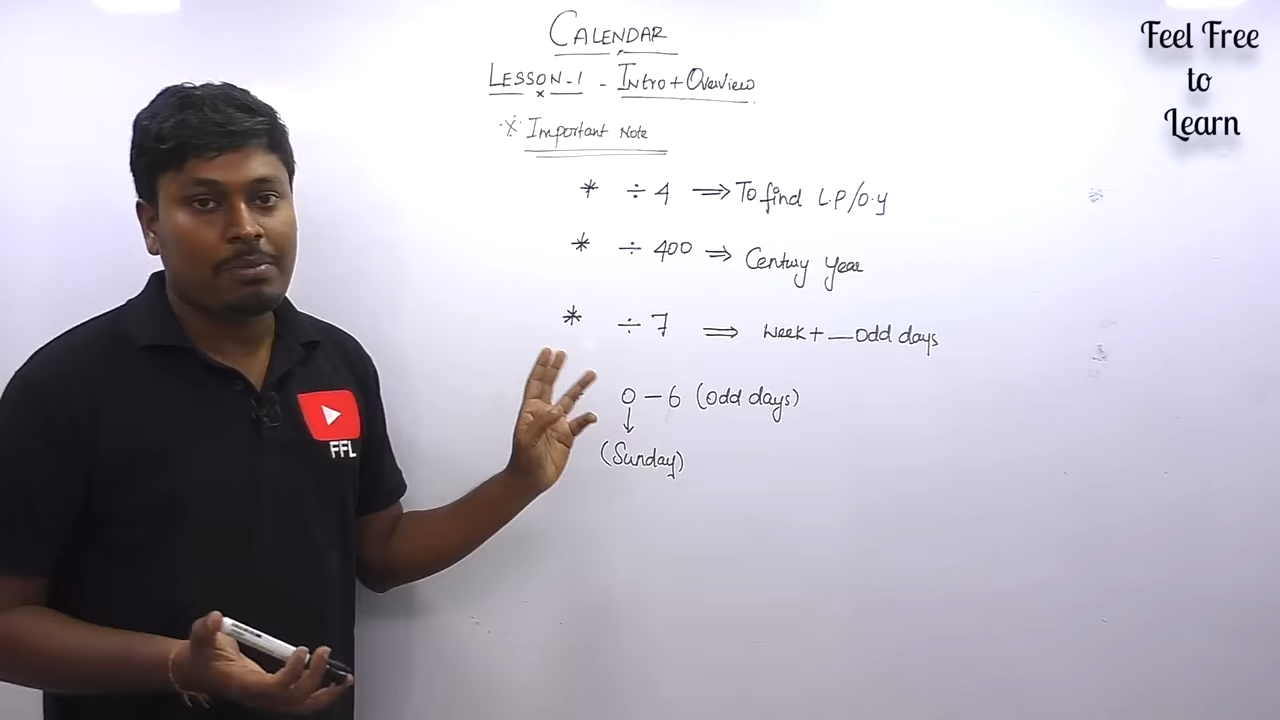 CALENDAR
LESSON-1 - Intro+Overview
Important Note
* ÷ 4 ⟹ To find L.P/O.y
* ÷ 400 ⟹ Century Year
* ÷ 7 ⟹ week + __ odd days
0 - 6 (odd days)
↓
(Sunday)
Feel Free
to
Learn
FFL